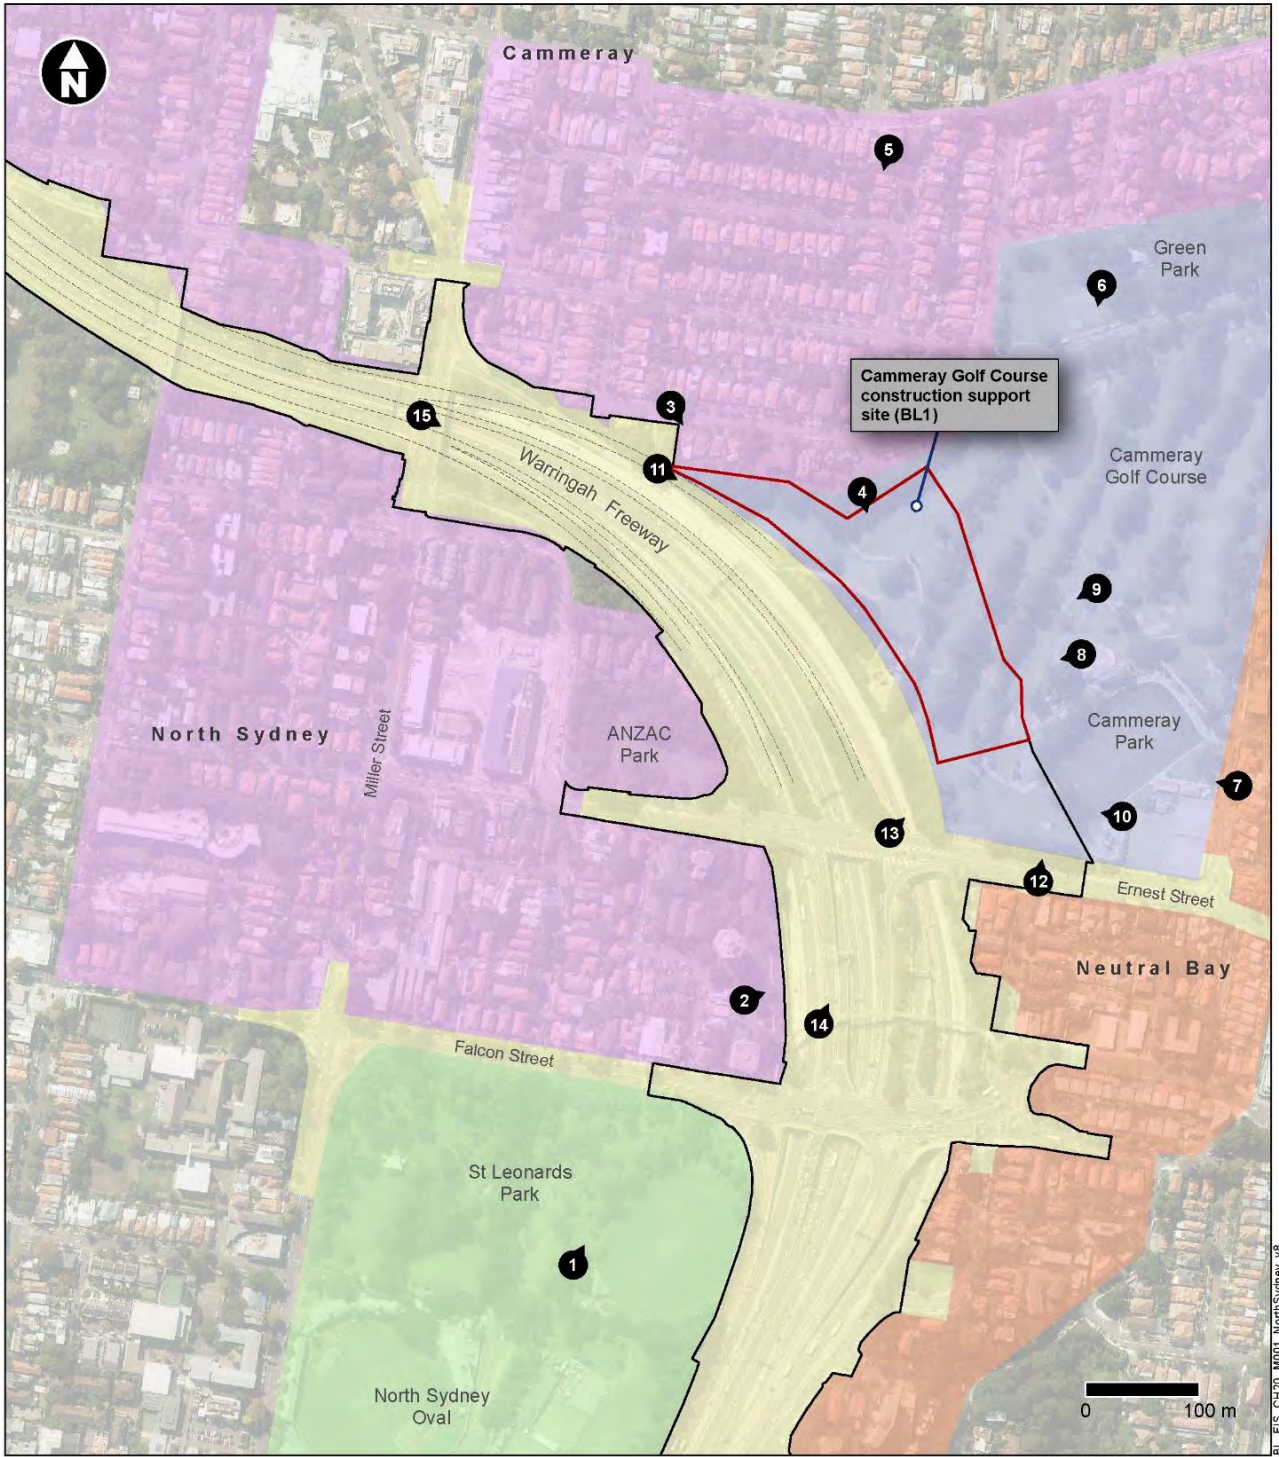 N
Cammeray
5
Green
Park
6
Cammeray Golf Course
construction support
site (BL1)
3
15
Cammeray
Golf Course
11
4
Warringah Freeway
9
8
North Sydney
Miller Street
ANZAC
Park
Cammeray
Park
7
10
13
12
Ernest Street
Neutral Bay
2
14
Falcon Street
St Leonards
Park
1
North Sydney
Oval
0 100 m
BL_EIS_CH20_M001_NorthSydney_v8